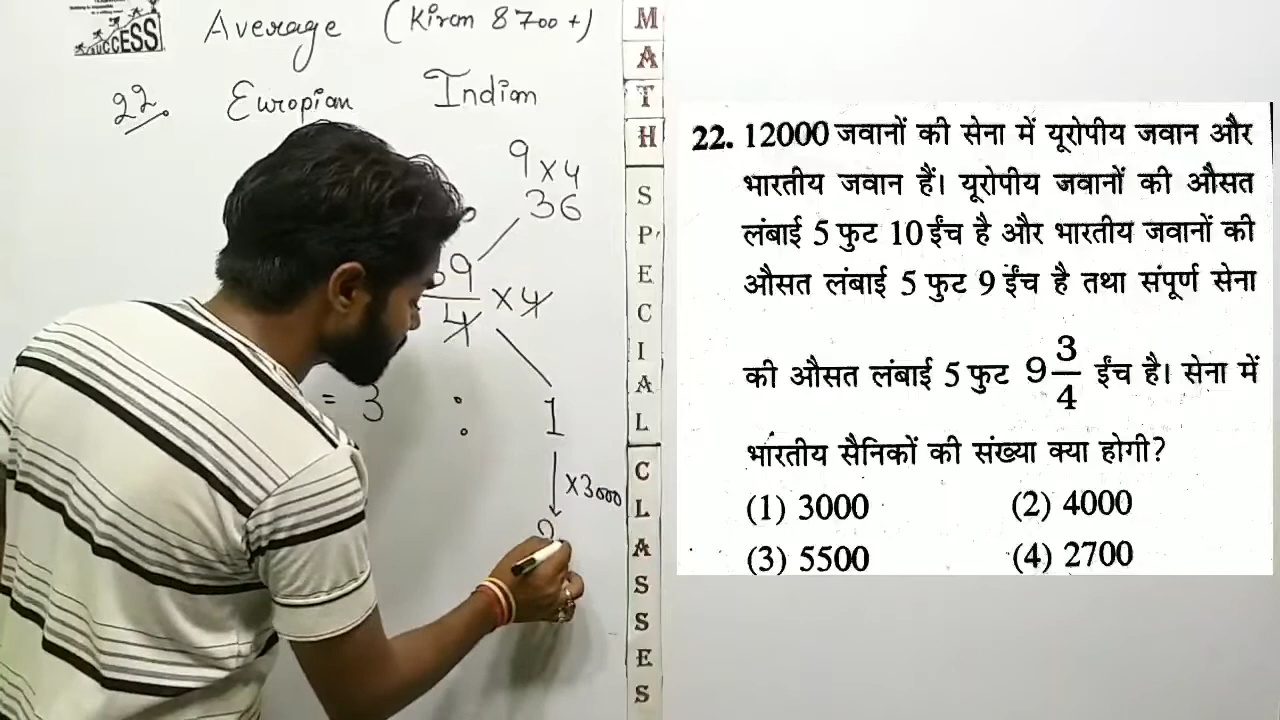 SUCCESS
Average (Kiran 8700+)
22. Europian Indian
9 x 4
36
39
4 x 4
= 3 : 1
x3000
M
A
T
H
S
P
E
C
I
A
L
C
L
A
S
S
E
S
22. 12000 जवानों की सेना में यूरोपीय जवान और
भारतीय जवान हैं। यूरोपीय जवानों की औसत
लंबाई 5 फुट 10 ईंच है और भारतीय जवानों की
औसत लंबाई 5 फुट 9 ईंच है तथा संपूर्ण सेना
की औसत लंबाई 5 फुट 9 3/4 ईंच है। सेना में
भारतीय सैनिकों की संख्या क्या होगी?
(1) 3000 (2) 4000
(3) 5500 (4) 2700